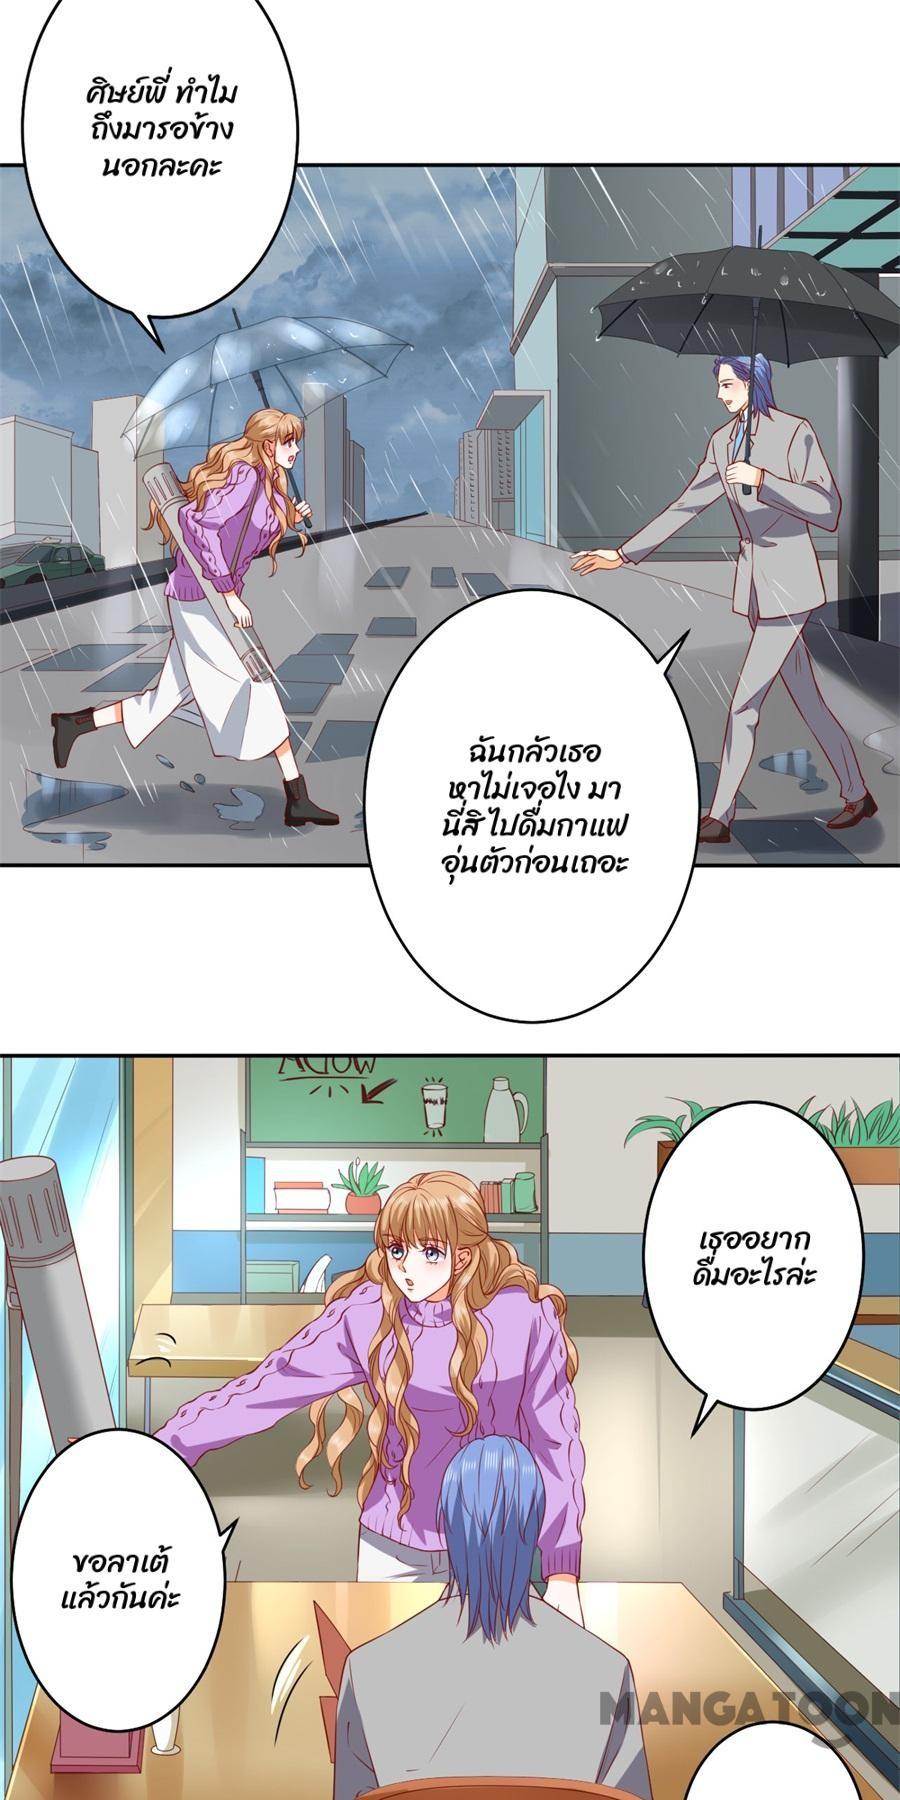 ศิษย์พี่ ทำไม
ถึงมารอข้าง
นอกละคะ
ฉันกลัวเธอ
หาไม่เจอไง มา
นี่สิ ไปดื่มกาแฟ
อุ่นตัวก่อนเถอะ
เธออยาก
ดื่มอะไรล่ะ
ขอลาเต้
แล้วกันค่ะ
MANGATOON